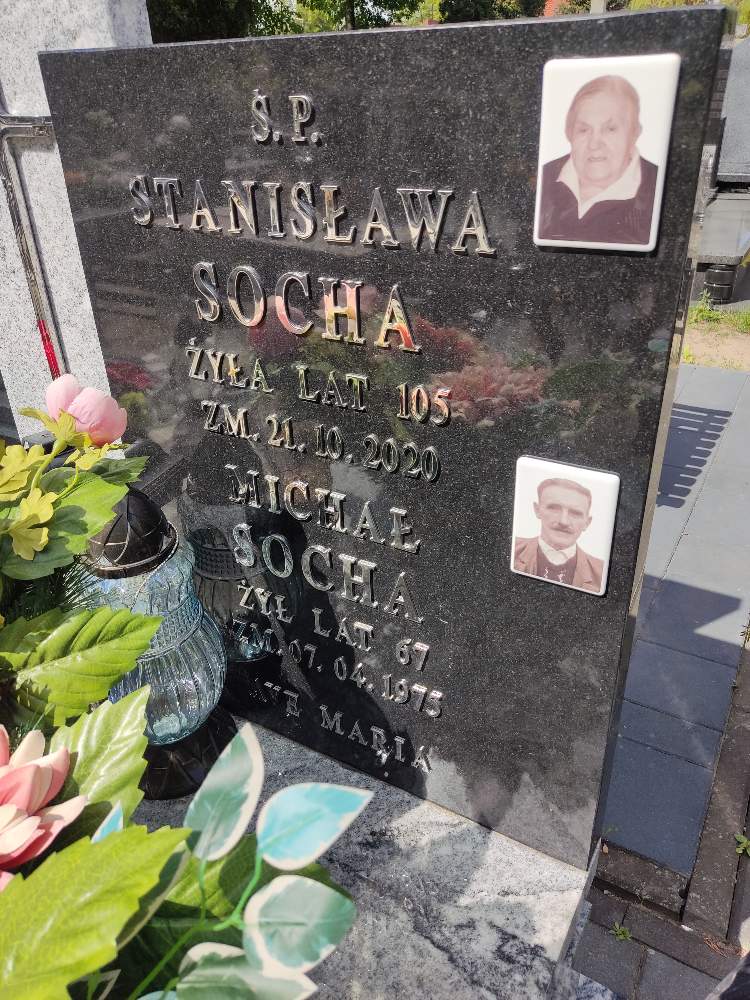 Ś.P.
STANISŁAWA
SOCHA
ŻYŁA LAT 105
ZM. 21.10.2020
MICHAŁ
SOCHA
ŻYŁ LAT 67
ZM. 07.04.1975
AVE MARIA